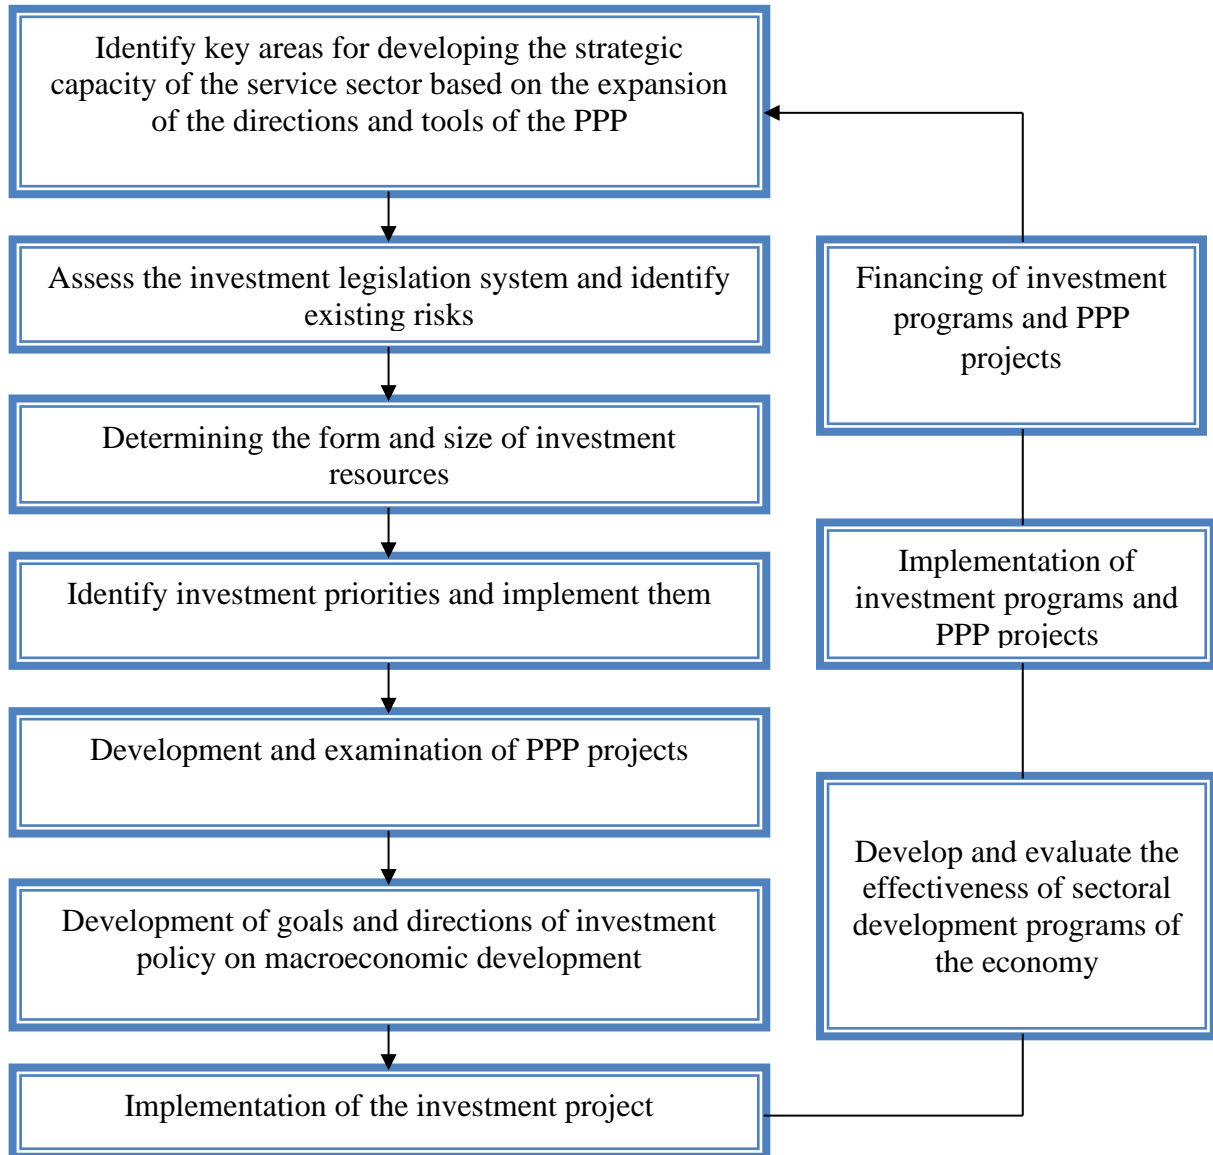 Identify key areas for developing the strategic
capacity of the service sector based on the expansion
of the directions and tools of the PPP
Assess the investment legislation system and identify
existing risks
Determining the form and size of investment
resources
Identify investment priorities and implement them
Development and examination of PPP projects
Development of goals and directions of investment
policy on macroeconomic development
Implementation of the investment project
Financing of investment
programs and PPP
projects
Implementation of
investment programs and
PPP projects
Develop and evaluate the
effectiveness of sectoral
development programs of
the economy